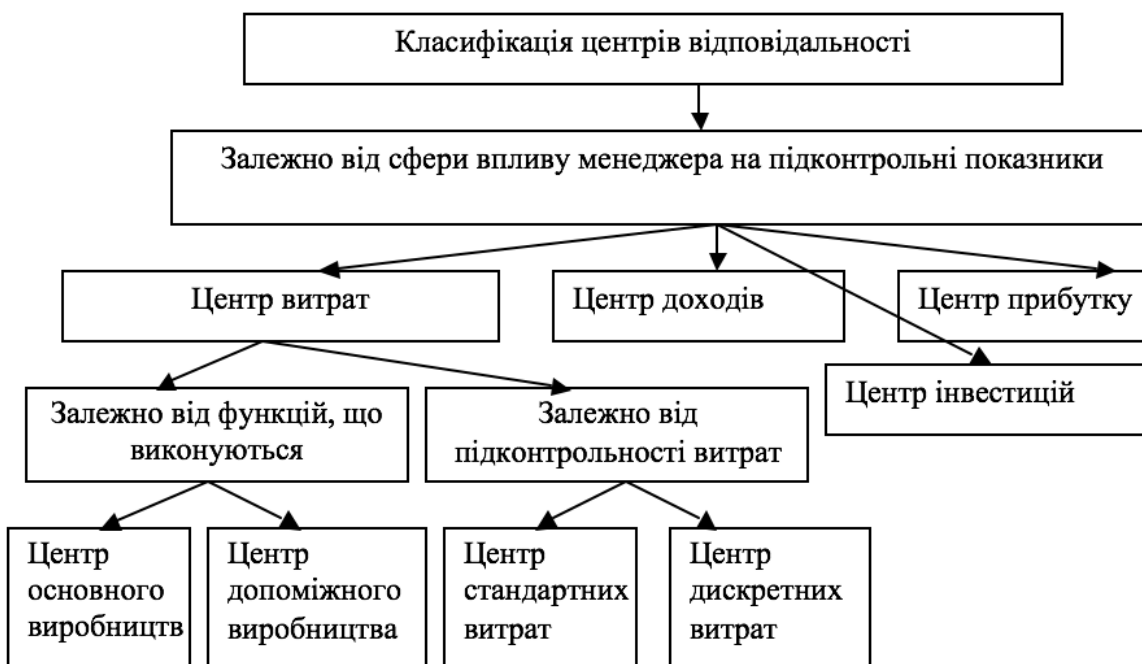 Класифікація центрів відповідальності
Залежно від сфери впливу менеджера на підконтрольні показники
Центр витрат
Центр доходів
Центр прибутку
Центр інвестицій
Залежно від функцій, що
виконуються
Залежно від
підконтрольності витрат
Центр
основного
виробництв
Центр
допоміжного
виробництва
Центр
стандартних
витрат
Центр
дискретних
витрат